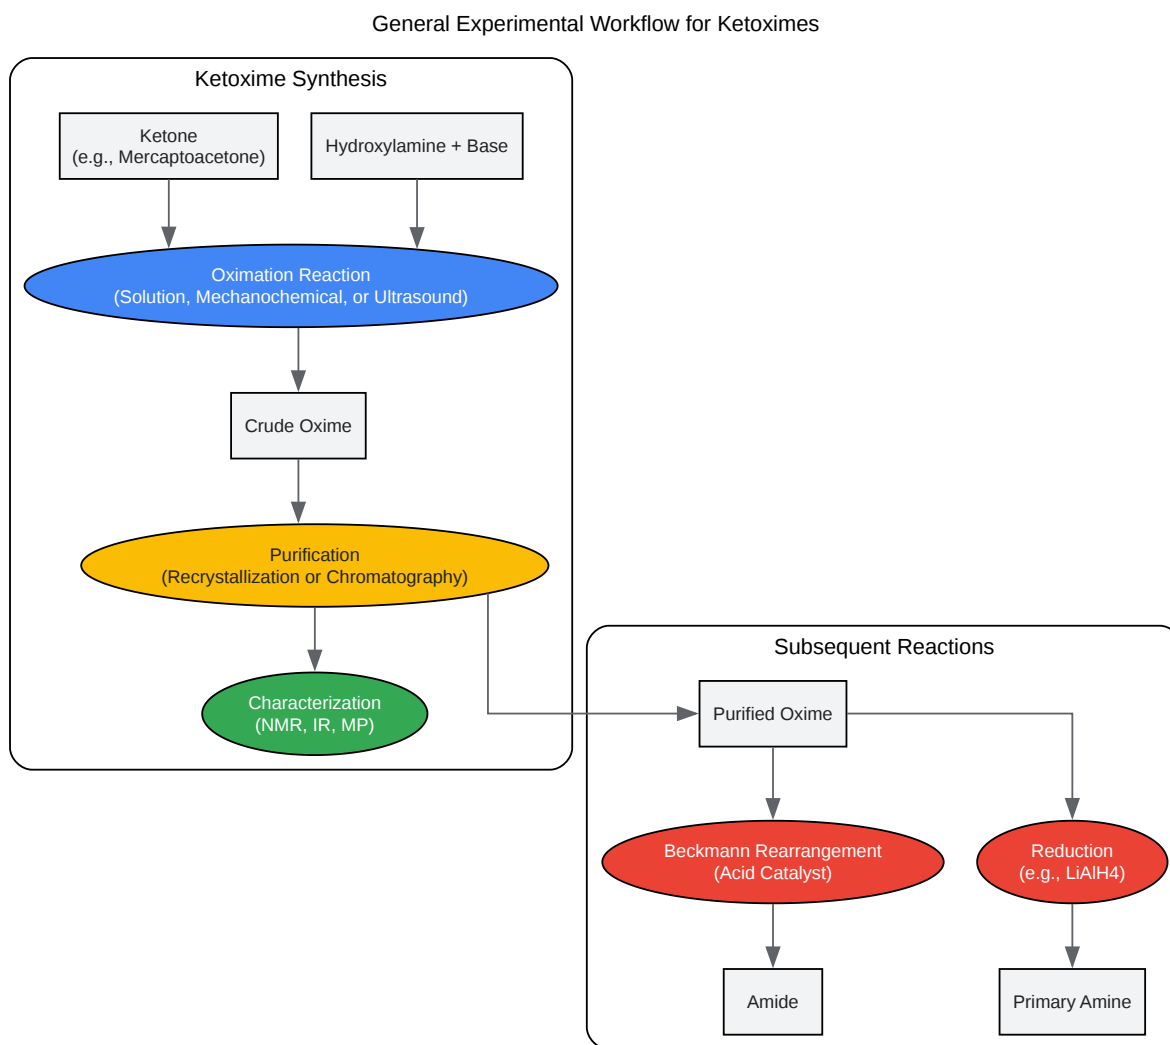 General Experimental Workflow for Ketoximes
Ketoxime Synthesis
Ketone
(e.g., Mercaptoacetone)
Hydroxylamine + Base
Oximation Reaction
(Solution, Mechanochemical, or Ultrasound)
Crude Oxime
Purification
(Recrystallization or Chromatography)
Characterization
(NMR, IR, MP)
Subsequent Reactions
Purified Oxime
Beckmann Rearrangement
(Acid Catalyst)
Reduction
(e.g., LiAlH4)
Amide
Primary Amine